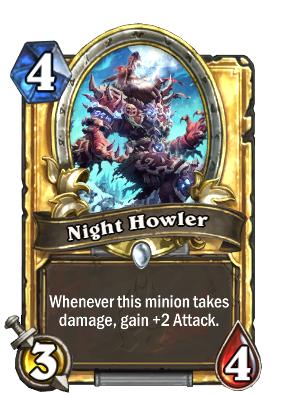 4
Night Howler
Whenever this minion takes
damage, gain +2 Attack.
3
4